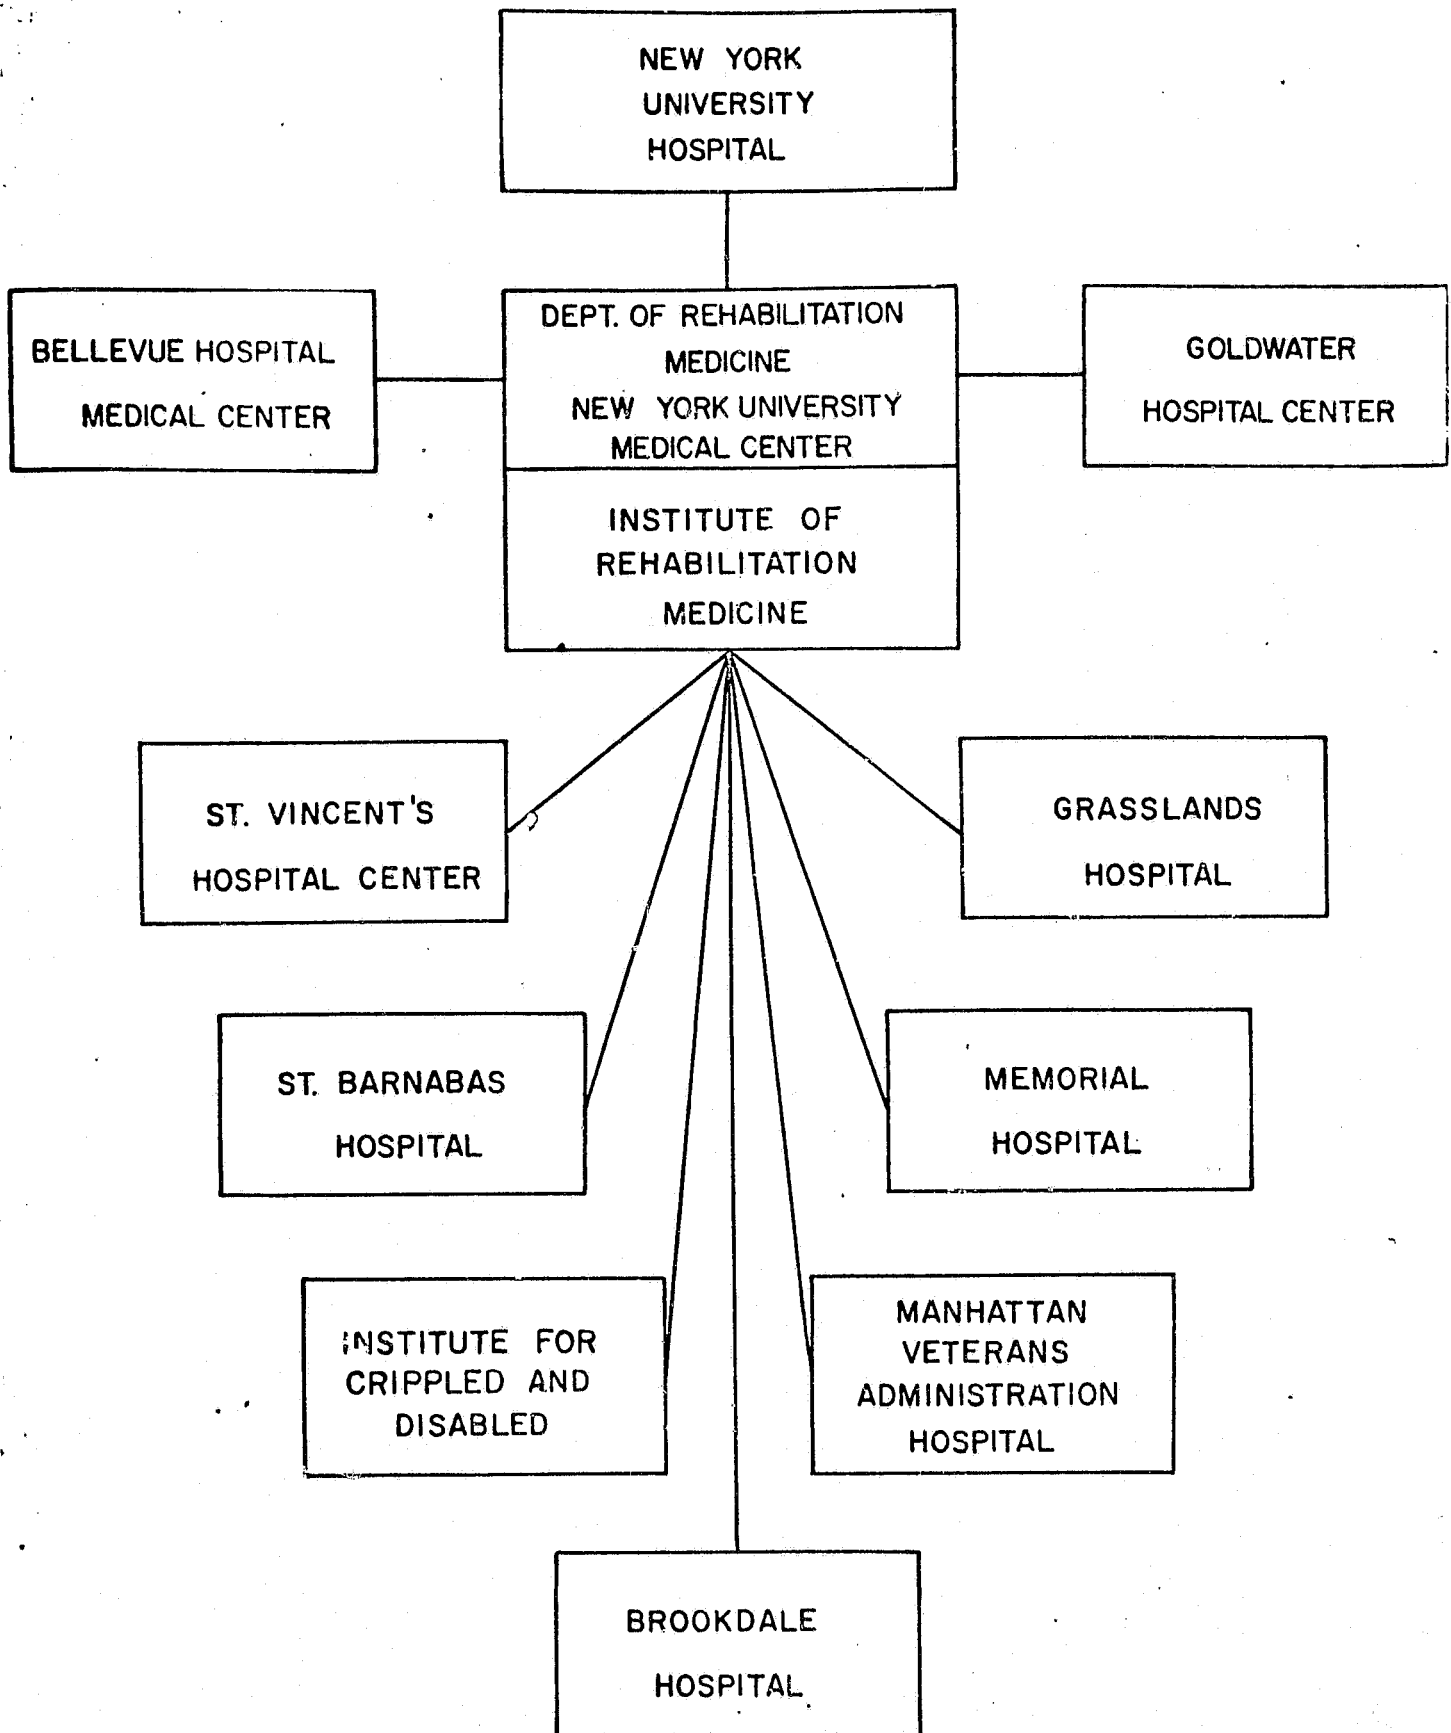 NEW YORK
UNIVERSITY
HOSPITAL
BELLEVUE HOSPITAL
MEDICAL CENTER
DEPT. OF REHABILITATION
MEDICINE
NEW YORK UNIVERSITY
MEDICAL CENTER
GOLDWATER
HOSPITAL CENTER
INSTITUTE OF
REHABILITATION
MEDICINE
ST. VINCENT'S
HOSPITAL CENTER
GRASSLANDS
HOSPITAL
ST. BARNABAS
HOSPITAL
MEMORIAL
HOSPITAL
INSTITUTE FOR
CRIPPLED AND
DISABLED
MANHATTAN
VETERANS
ADMINISTRATION
HOSPITAL
BROOKDALE
HOSPITAL